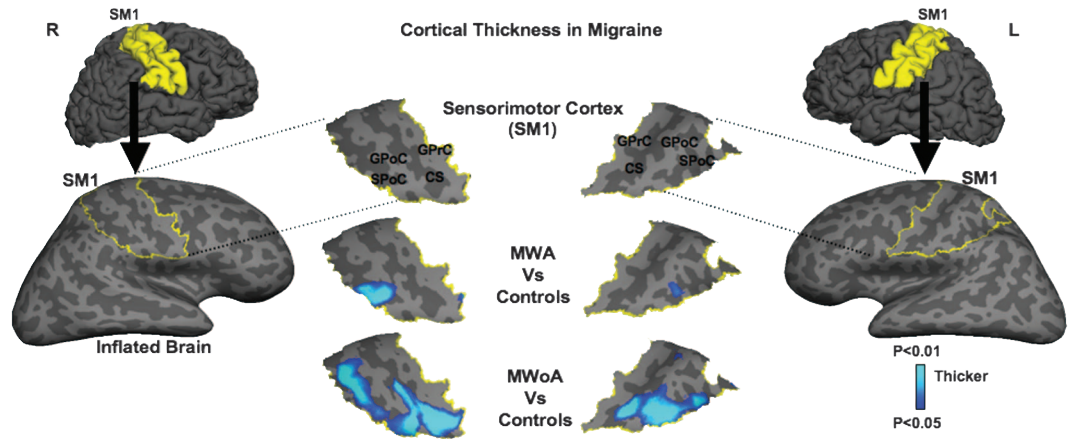 SM1
R
Cortical Thickness in Migraine
SM1
L
Sensorimotor Cortex
(SM1)
GPrC
GPoC
SPoC
CS
GPrC
GPoC
SPoC
CS
SM1
SM1
MWA
Vs
Controls
Inflated Brain
MWoA
Vs
Controls
P<0.01
Thicker
P<0.05